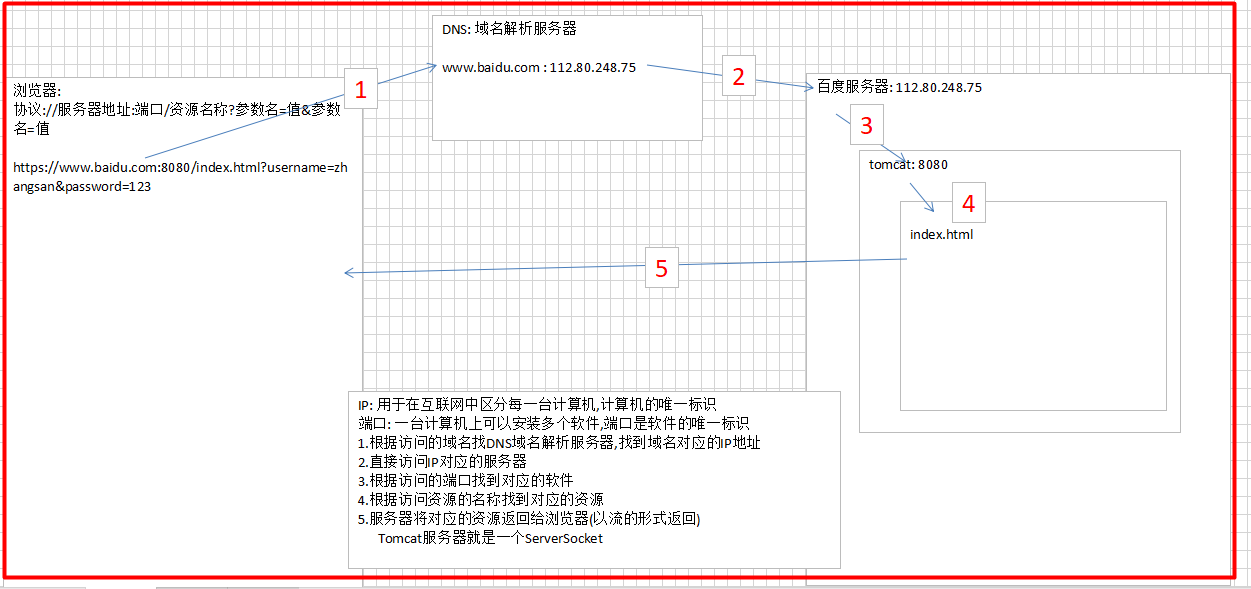 DNS: 域名解析服务器
www.baidu.com : 112.80.248.75
浏览器:
协议://服务器地址:端口/资源名称?参数名=值&参数
名=值
https://www.baidu.com:8080/index.html?username=zh
angsan&password=123
1
2
百度服务器: 112.80.248.75
3
tomcat: 8080
4
index.html
5
IP: 用于在互联网中区分每一台计算机,计算机的唯一标识
端口: 一台计算机上可以安装多个软件,端口是软件的唯一标识
1.根据访问的域名找DNS域名解析服务器,找到域名对应的IP地址
2.直接访问IP对应的服务器
3.根据访问的端口找到对应的软件
4.根据访问资源的名称找到对应的资源
5.服务器将对应的资源返回给浏览器(以流的形式返回)
Tomcat服务器就是一个ServerSocket